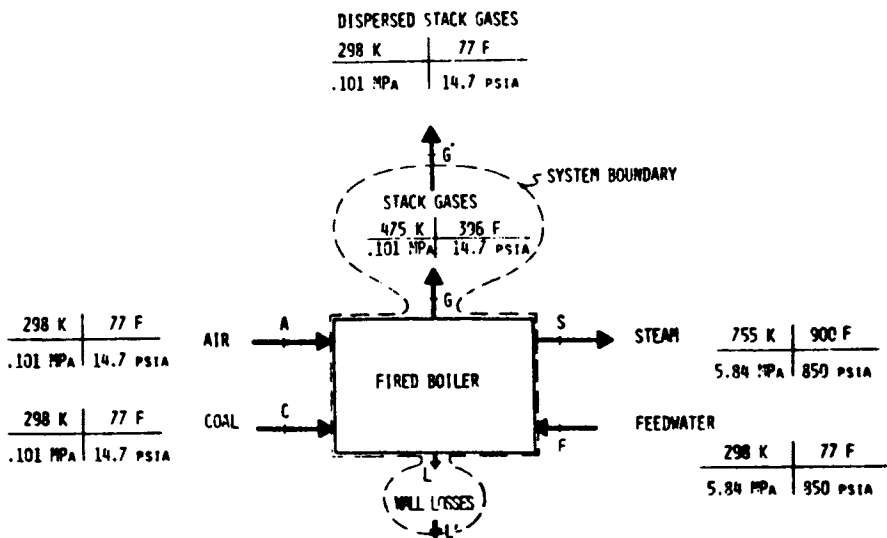 DISPERSED STACK GASES
298 K 77 F
.101 MPA 14.7 PSIA
G'
SYSTEM BOUNDARY
STACK GASES
475 K 396 F
.101 MPA 14.7 PSIA
G
298 K 77 F
.101 MPA 14.7 PSIA
AIR
A
FIRED BOILER
S
STEAM
755 K 900 F
5.84 MPA 850 PSIA
298 K 77 F
.101 MPA 14.7 PSIA
COAL
C
F
FEEDWATER
298 K 77 F
5.84 MPA 850 PSIA
L
WALL LOSSES
L'